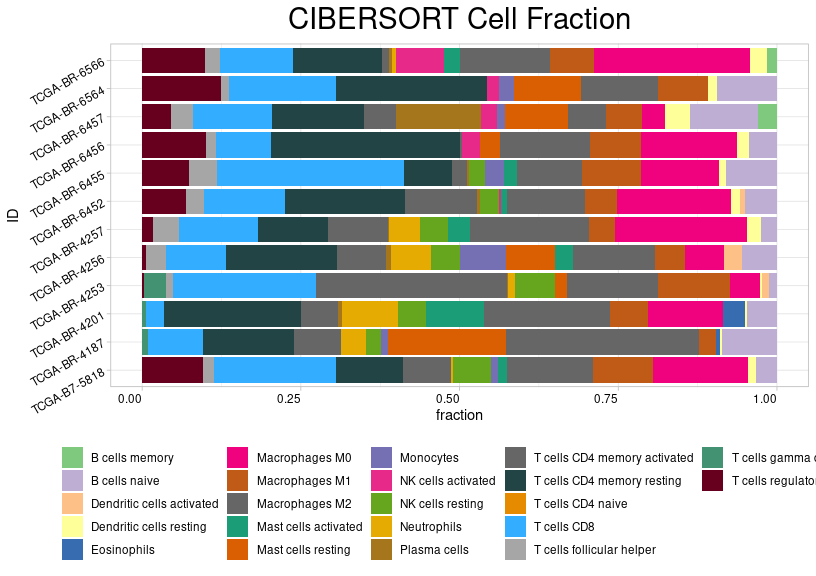 CIBERSORT Cell Fraction
ID
TCGA-BR-6566
TCGA-BR-6564
TCGA-BR-6457
TCGA-BR-6456
TCGA-BR-6455
TCGA-BR-6452
TCGA-BR-4257
TCGA-BR-4256
TCGA-BR-4253
TCGA-BR-4201
TCGA-BR-4187
TCGA-B7-5818
0.00 0.25 0.50 0.75 1.00
fraction
B cells memory
B cells naive
Dendritic cells activated
Dendritic cells resting
Eosinophils
Macrophages M0
Macrophages M1
Macrophages M2
Mast cells activated
Mast cells resting
Monocytes
NK cells activated
NK cells resting
Neutrophils
Plasma cells
T cells CD4 memory activated
T cells CD4 memory resting
T cells CD4 naive
T cells CD8
T cells follicular helper
T cells gamma
T cells regulator